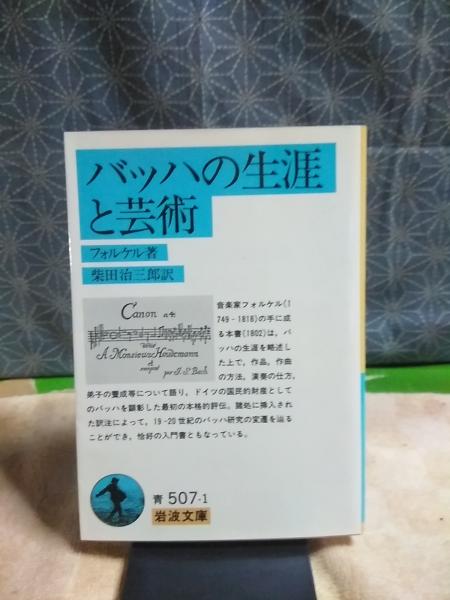 バッハの生涯
と芸術
フォルケル著
柴田治三郎訳
Canon a4.
A Monsieur Houdemann
par J. S. Bach
音楽家フォルケル(1
749-1818)の手に成
る本書(1802)は,バ
ッハの生涯を略述し
た上で,作品,作曲
の方法,演奏の仕方,
弟子の養成等について語り,ドイツの国民的財産として
のバッハを顕彰した最初の本格的評伝.随処に挿入され
た訳注によって,19-20世紀のバッハ研究の変遷を辿る
ことができ,恰好の入門書ともなっている.
青 507-1
岩波文庫